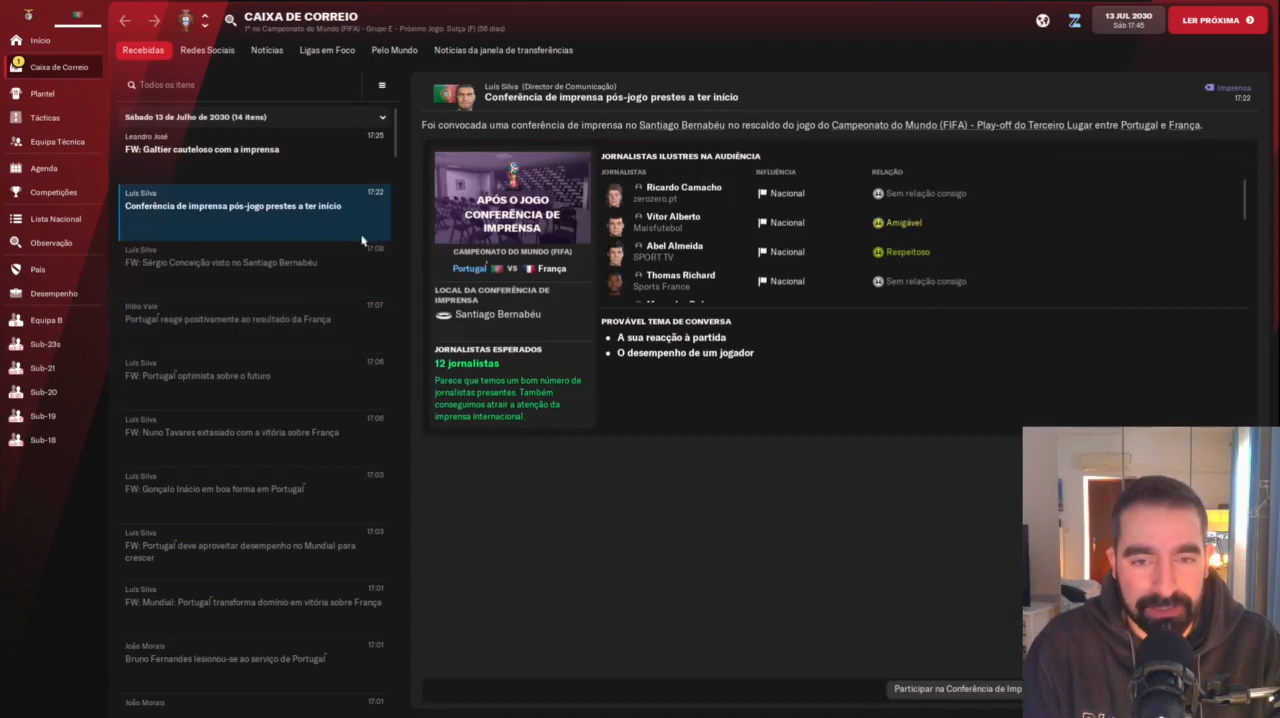 CAIXA DE CORREIO
1º no Campeonato do Mundo (FIFA) - Grupo E - Próximo Jogo: Suíça (F) (56 dias)
13 JUL 2030
Sáb 17:45
LER PRÓXIMA
Início
1
Caixa de Correio
Plantel
Tácticas
Equipa Técnica
Agenda
Competições
Lista Nacional
Observação
País
Desempenho
Equipa B
Sub-23s
Sub-21
Sub-20
Sub-19
Sub-18
Recebidas Redes Sociais Notícias Ligas em Foco Pelo Mundo Notícias da janela de transferências
Todos os itens
Sábado 13 de Julho de 2030 (14 itens)
Leandro José 17:25
FW: Galtier cauteloso com a imprensa
Luís Silva 17:22
Conferência de imprensa pós-jogo prestes a ter início
Luís Silva 17:08
FW: Sérgio Conceição visto no Santiago Bernabéu
Ilídio Vale 17:07
Portugal reage positivamente ao resultado da França
Luís Silva 17:06
FW: Portugal optimista sobre o futuro
Luís Silva 17:06
FW: Nuno Tavares extasiado com a vitória sobre França
Luís Silva 17:03
FW: Gonçalo Inácio em boa forma em Portugal
Luís Silva 17:03
FW: Portugal deve aproveitar desempenho no Mundial para
crescer
Luís Silva 17:01
FW: Mundial: Portugal transforma domínio em vitória sobre França
João Morais 17:01
Bruno Fernandes lesionou-se ao serviço de Portugal
João Morais 17:01
Luís Silva (Director de Comunicação)
Conferência de imprensa pós-jogo prestes a ter início
Imprensa
17:22
Foi convocada uma conferência de imprensa no Santiago Bernabéu no rescaldo do jogo do Campeonato do Mundo (FIFA) - Play-off do Terceiro Lugar entre Portugal e França.
APÓS O JOGO
CONFERÊNCIA DE
IMPRENSA
CAMPEONATO DO MUNDO (FIFA)
Portugal VS França
LOCAL DA CONFERÊNCIA DE
IMPRENSA
Santiago Bernabéu
JORNALISTAS ESPERADOS
12 jornalistas
Parece que temos um bom número de
jornalistas presentes. Também
conseguimos atrair a atenção da
imprensa internacional.
JORNALISTAS ILUSTRES NA AUDIÊNCIA
JORNALISTAS INFLUÊNCIA RELAÇÃO
Ricardo Camacho
zerozero.pt
Nacional Sem relação consigo
Vítor Alberto
Maisfutebol
Nacional Amigável
Abel Almeida
SPORT TV
Nacional Respeitoso
Thomas Richard
Sports France
Nacional Sem relação consigo
PROVÁVEL TEMA DE CONVERSA
• A sua reacção à partida
• O desempenho de um jogador
Participar na Conferência de Imp